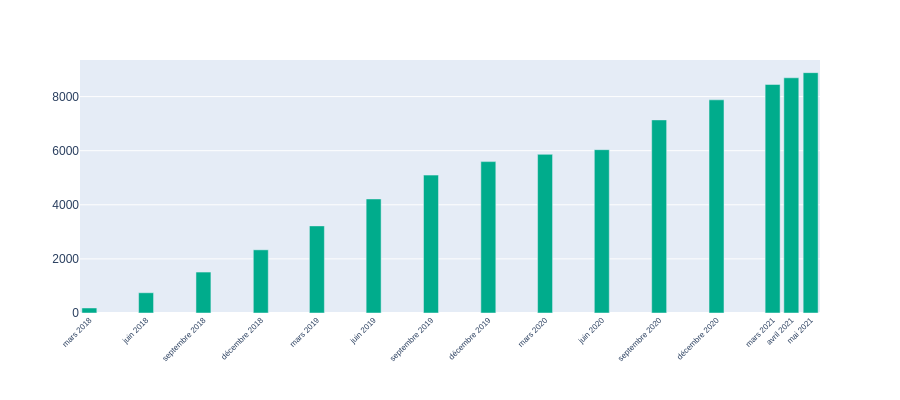 8000
6000
4000
2000
0
mars 2018
juin 2018
septembre 2018
décembre 2018
mars 2019
juin 2019
septembre 2019
décembre 2019
mars 2020
juin 2020
septembre 2020
décembre 2020
mars 2021
avril 2021
mai 2021